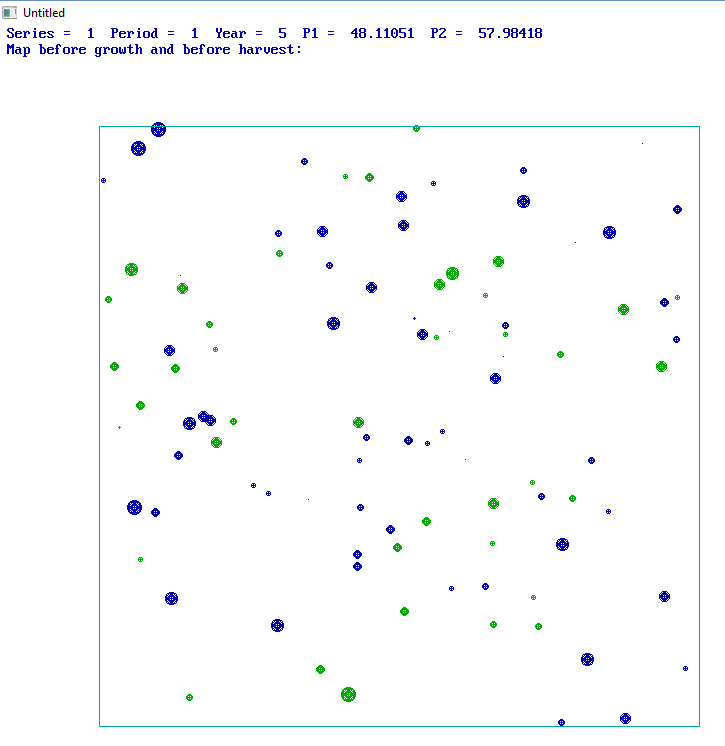 Untitled
Series =  1  Period =  1  Year =  5  P1 =  48.11051  P2 =  57.98418
Map before growth and before harvest: